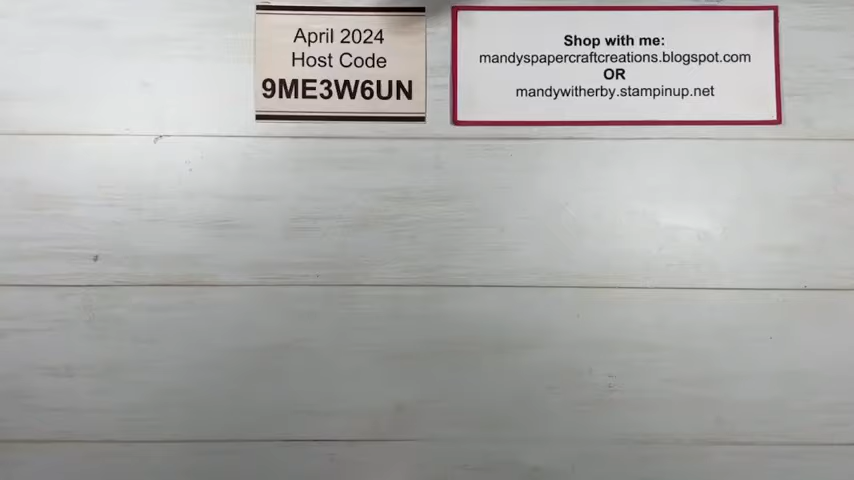 April 2024
Host Code
9ME3W6UN
Shop with me:
mandyspapercraftcreations.blogspot.com
OR
mandywitherby.stampinup.net